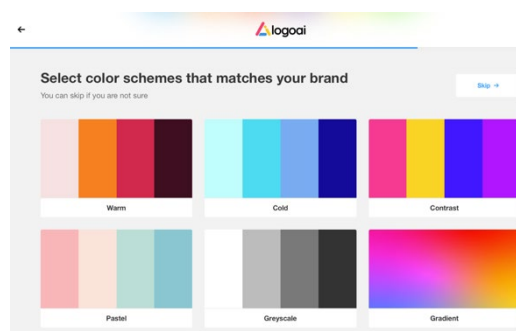 logoai
Select color schemes that matches your brand
You can skip if you are not sure
Skip →
Warm
Cold
Contrast
Pastel
Greyscale
Gradient